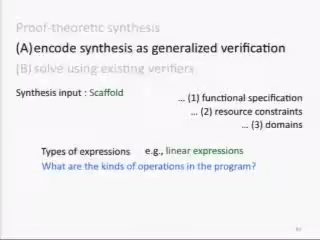 Proof-theoretic synthesis
(A) encode synthesis as generalized verification
(B) solve using existing verifiers
Synthesis input : Scaffold
... (1) functional specification
... (2) resource constraints
... (3) domains
Types of expressions e.g., linear expressions
What are the kinds of operations in the program?